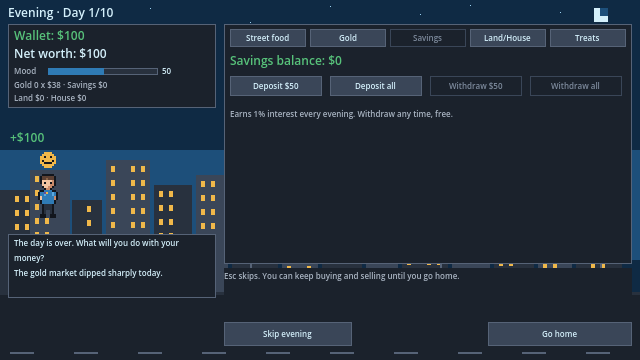 Evening · Day 1/10
Wallet: $100
Net worth: $100
Mood 50
Gold 0 x $38 · Savings $0
Land $0 · House $0
+$100
The day is over. What will you do with your
money?
The gold market dipped sharply today.
Street food Gold Savings Land/House Treats
Savings balance: $0
Deposit $50 Deposit all Withdraw $50 Withdraw all
Earns 1% interest every evening. Withdraw any time, free.
Esc skips. You can keep buying and selling until you go home.
Skip evening Go home